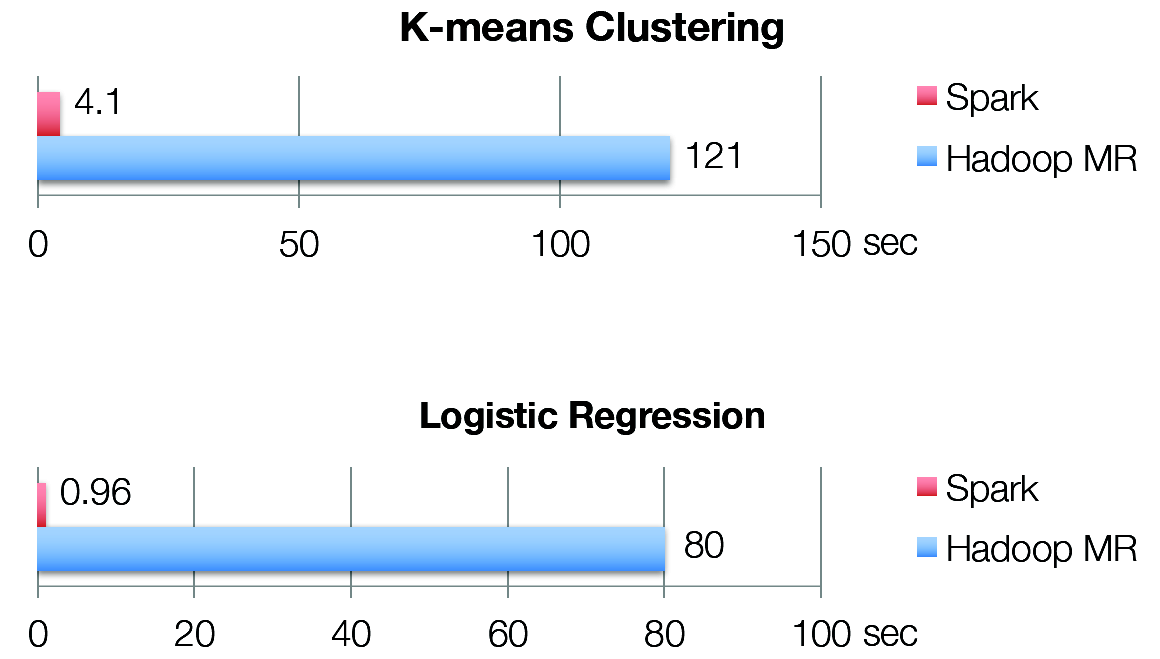 K-means Clustering
4.1
Spark
121
Hadoop MR
0 50 100 150 sec
Logistic Regression
0.96
Spark
80
Hadoop MR
0 20 40 60 80 100 sec